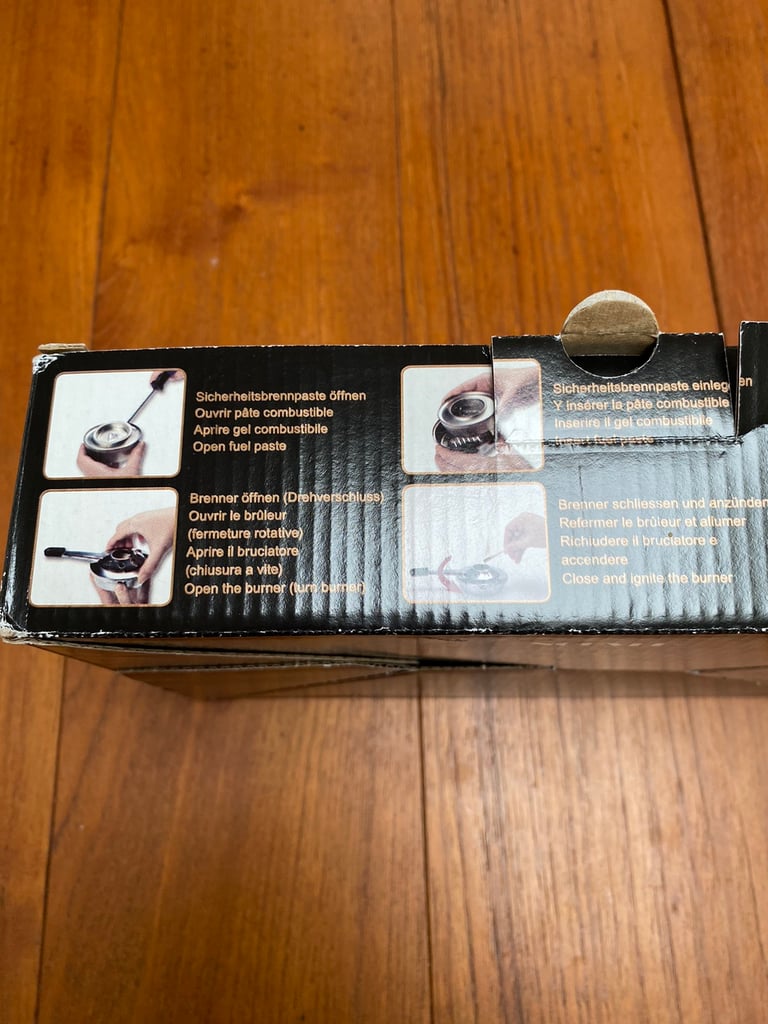 Sicherheitsbrennpaste öffnen
Ouvrir pâte combustible
Aprire gel combustibile
Open fuel paste
Brenner öffnen (Drehverschluss)
Ouvrir le brûleur
(fermeture rotative)
Aprire il bruciatore
(chiusura a vite)
Open the burner (turn burner)
Sicherheitsbrennpaste einlegen
Y insérer la pâte combustible
Inserire il gel combustibile
Insert fuel paste
Brenner schliessen und anzünden
Refermer le brûleur et allumer
Richiudere il bruciatore e
accendere
Close and ignite the burner